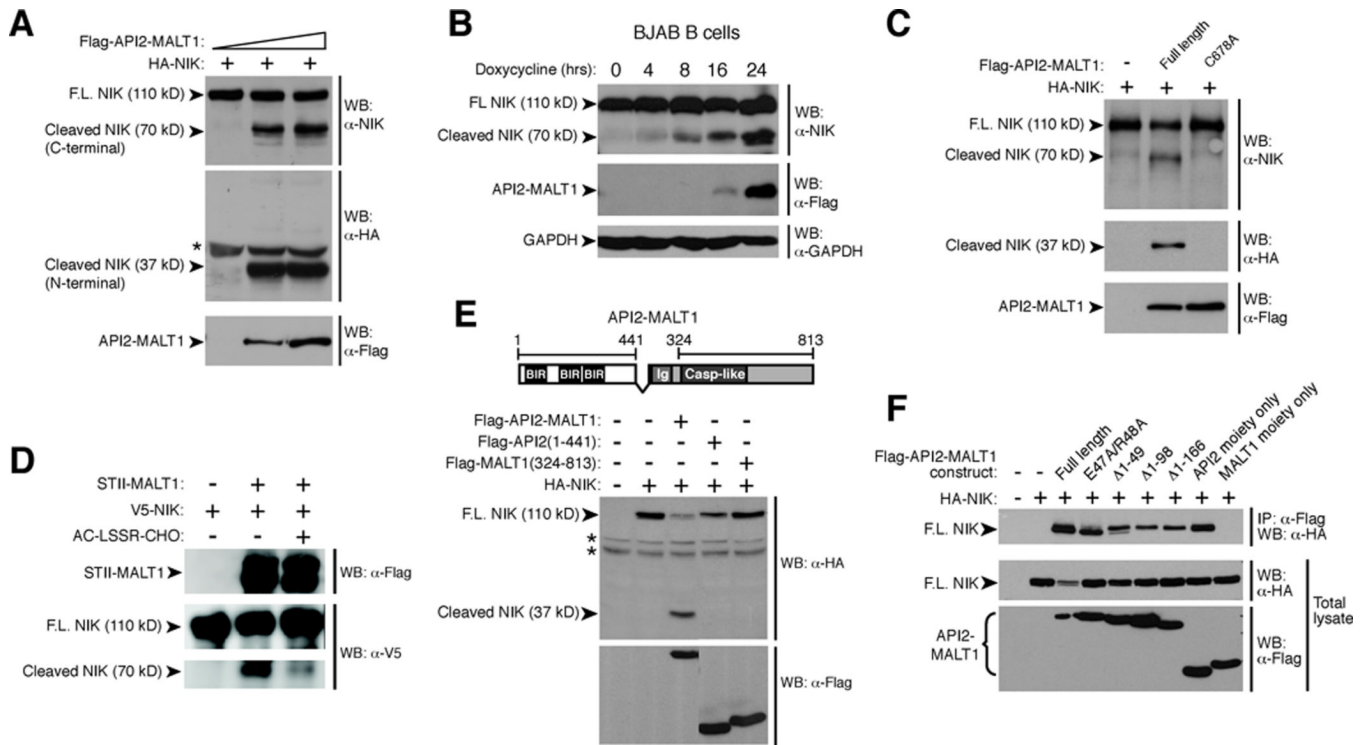 A
Flag-API2-MALT1:
HA-NIK: + + +
F.L. NIK (110 kD)
Cleaved NIK (70 kD)
(C-terminal)
WB:
α-NIK
*
Cleaved NIK (37 kD)
(N-terminal)
WB:
α-HA
API2-MALT1
WB:
α-Flag
B
BJAB B cells
Doxycycline (hrs): 0 4 8 16 24
FL NIK (110 kD)
Cleaved NIK (70 kD)
WB:
α-NIK
API2-MALT1
WB:
α-Flag
GAPDH
WB:
α-GAPDH
C
Full length
C678A
Flag-API2-MALT1: -
HA-NIK: + + +
F.L. NIK (110 kD)
Cleaved NIK (70 kD)
WB:
α-NIK
Cleaved NIK (37 kD)
WB:
α-HA
API2-MALT1
WB:
α-Flag
D
STII-MALT1: - + +
V5-NIK: + + +
AC-LSSR-CHO: - - +
STII-MALT1
WB: α-Flag
F.L. NIK (110 kD)
Cleaved NIK (70 kD)
WB: α-V5
E
API2-MALT1
1 441 324 813
BIR BIR BIR Ig Casp-like
Flag-API2-MALT1: - - + - -
Flag-API2(1-441): - - - + -
Flag-MALT1(324-813): - - - - +
HA-NIK: - + + + +
F.L. NIK (110 kD)
*
*
Cleaved NIK (37 kD)
WB: α-HA
WB: α-Flag
F
Flag-API2-MALT1
construct: - - Full length E47A/R48A Δ1-49 Δ1-98 Δ1-166 API2 moiety only MALT1 moiety only
HA-NIK: - + + + + + + + +
F.L. NIK
IP: α-Flag
WB: α-HA
F.L. NIK
WB:
α-HA
API2-
MALT1
WB:
α-Flag
Total
lysate